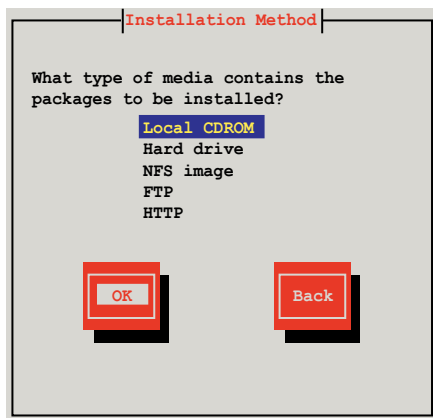 Installation Method
What type of media contains the
packages to be installed?
Local CDROM
Hard drive
NFS image
FTP
HTTP
OK
Back